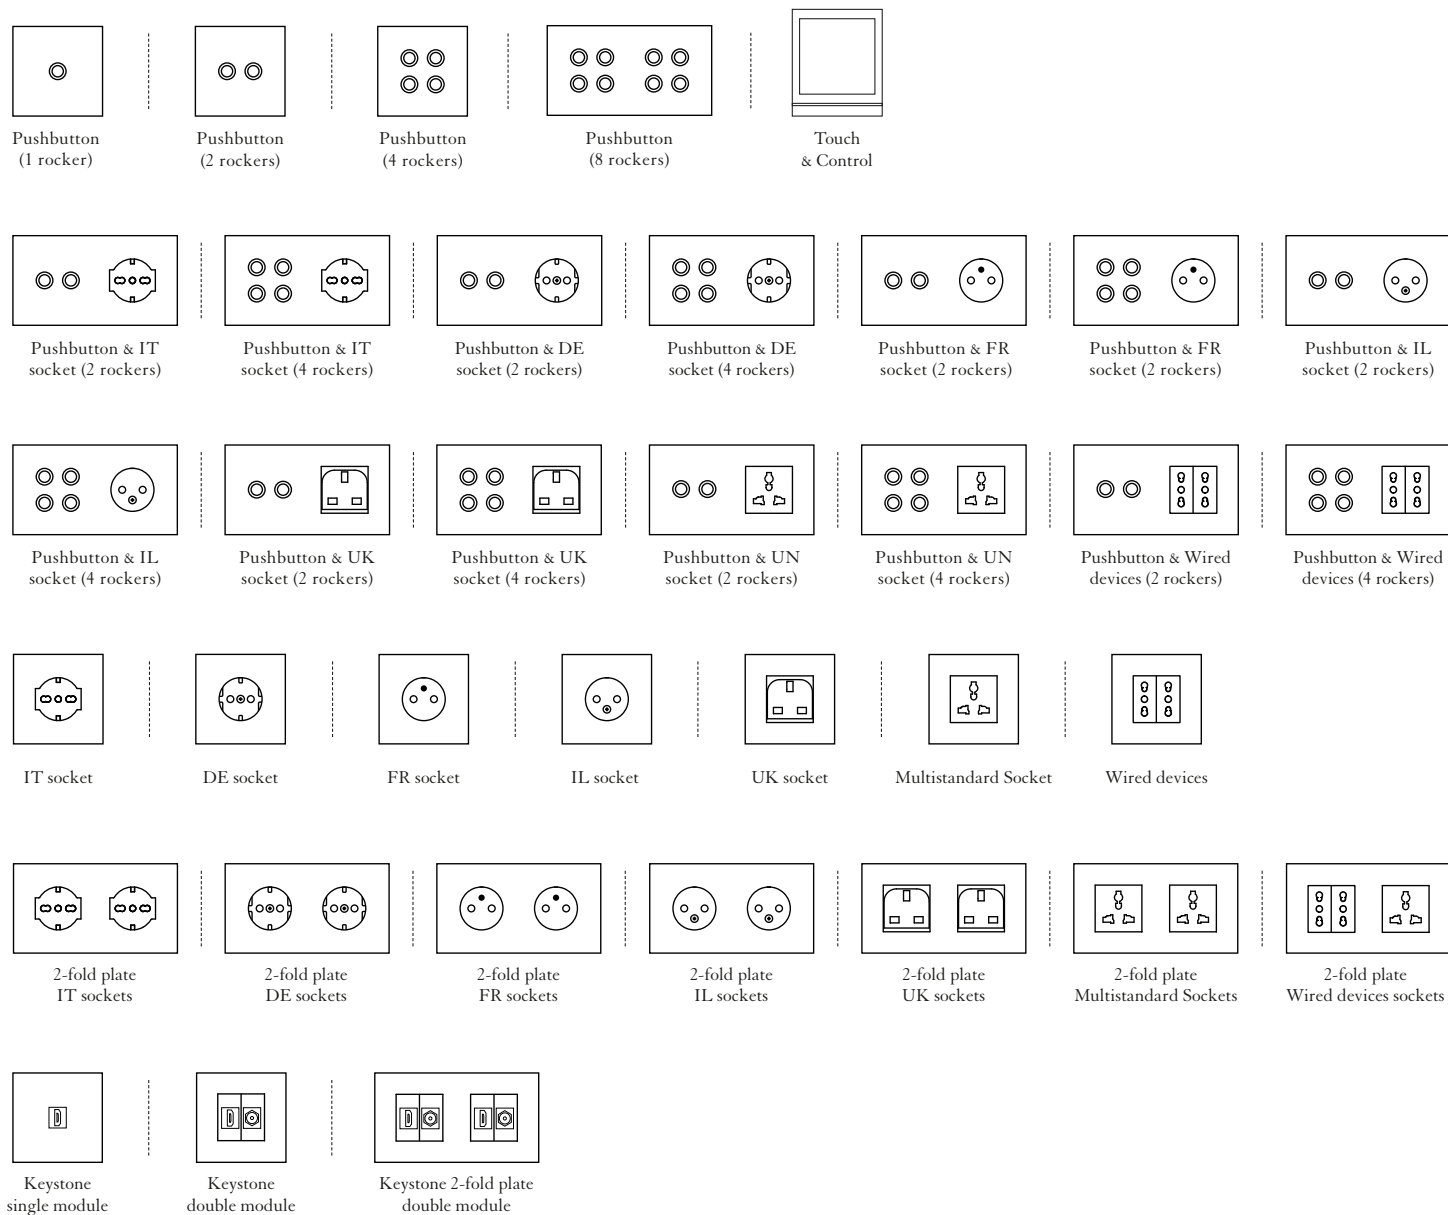 Pushbutton
(1 rocker)
Pushbutton
(2 rockers)
Pushbutton
(4 rockers)
Pushbutton
(8 rockers)
Touch
& Control
Pushbutton & IT
socket (2 rockers)
Pushbutton & IT
socket (4 rockers)
Pushbutton & DE
socket (2 rockers)
Pushbutton & DE
socket (4 rockers)
Pushbutton & FR
socket (2 rockers)
Pushbutton & FR
socket (2 rockers)
Pushbutton & IL
socket (2 rockers)
Pushbutton & IL
socket (4 rockers)
Pushbutton & UK
socket (2 rockers)
Pushbutton & UK
socket (4 rockers)
Pushbutton & UN
socket (2 rockers)
Pushbutton & UN
socket (4 rockers)
Pushbutton & Wired
devices (2 rockers)
Pushbutton & Wired
devices (4 rockers)
IT socket
DE socket
FR socket
IL socket
UK socket
Multistandard Socket
Wired devices
2-fold plate
IT sockets
2-fold plate
DE sockets
2-fold plate
FR sockets
2-fold plate
IL sockets
2-fold plate
UK sockets
2-fold plate
Multistandard Sockets
2-fold plate
Wired devices sockets
Keystone
single module
Keystone
double module
Keystone 2-fold plate
double module